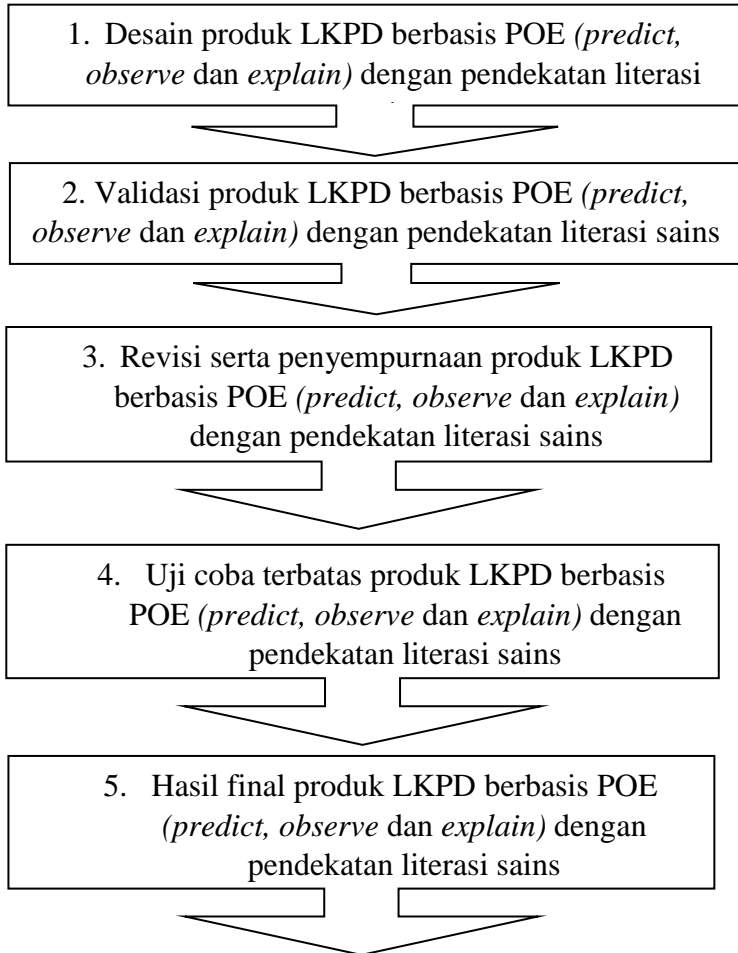 1. Desain produk LKPD berbasis POE (predict,
observe dan explain) dengan pendekatan literasi
2. Validasi produk LKPD berbasis POE (predict,
observe dan explain) dengan pendekatan literasi sains
3. Revisi serta penyempurnaan produk LKPD
berbasis POE (predict, observe dan explain)
dengan pendekatan literasi sains
4. Uji coba terbatas produk LKPD berbasis
POE (predict, observe dan explain) dengan
pendekatan literasi sains
5. Hasil final produk LKPD berbasis POE
(predict, observe dan explain) dengan
pendekatan literasi sains